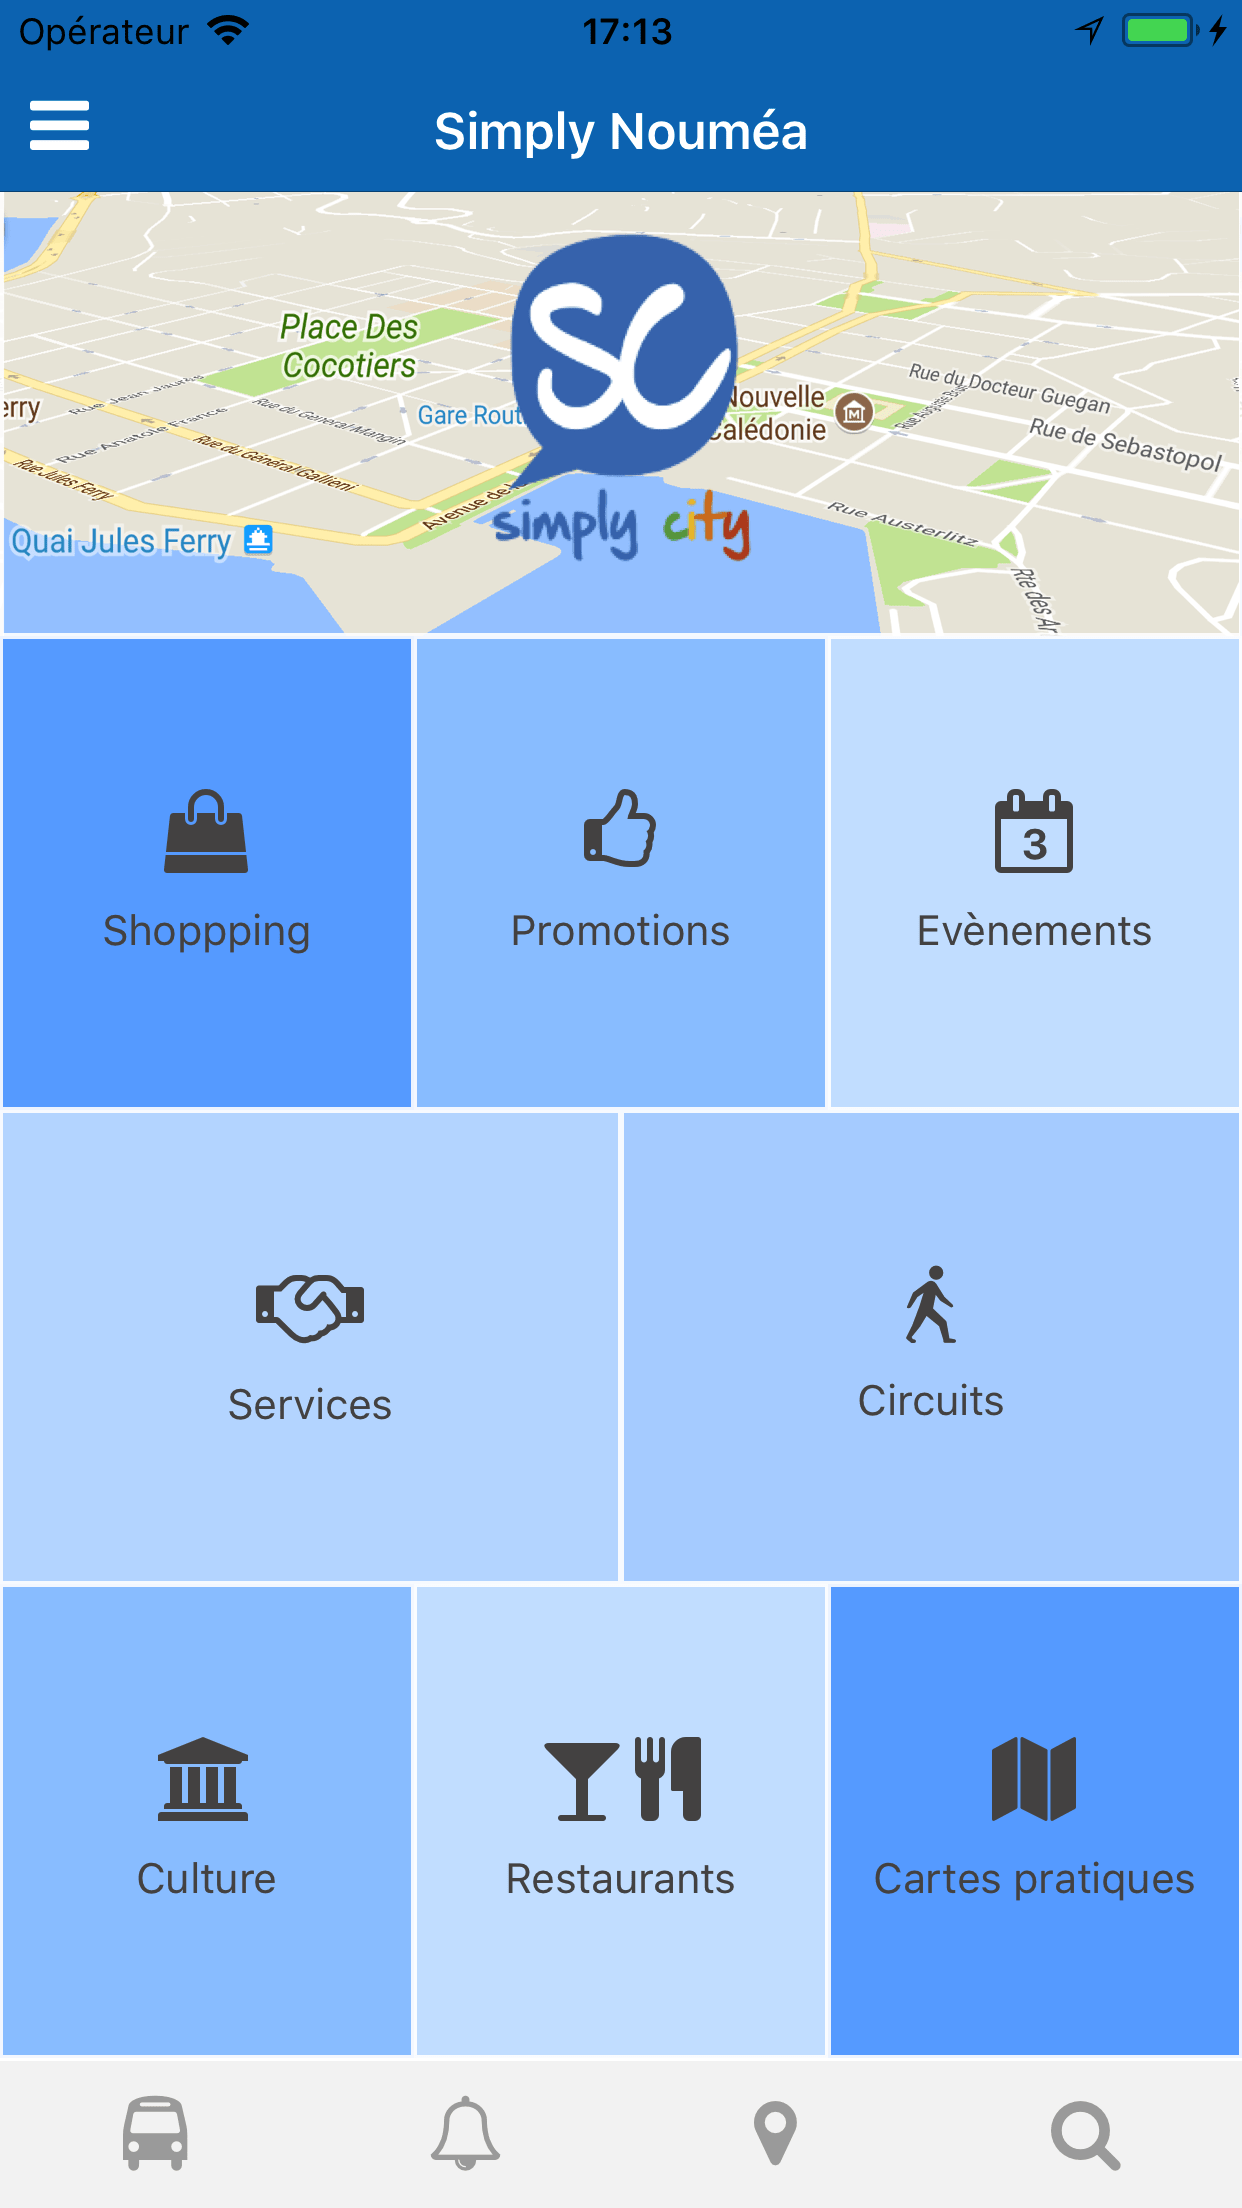 Opérateur
17:13
Simply Nouméa
Place Des
Cocotiers
erry
Rue Jean Jaurès
Rue Anatole France
Rue du Général Mangin
Rue du Général Gallieni
Rue Jules Ferry
Gare Rout
Avenue de
Quai Jules Ferry
SC
simply city
Nouvelle
Calédonie
Rue du Docteur Guegan
Rue de Sebastopol
Rue Austerlitz
Rte des Ar
Shoppping
Promotions
3
Evènements
Services
Circuits
Culture
Restaurants
Cartes pratiques